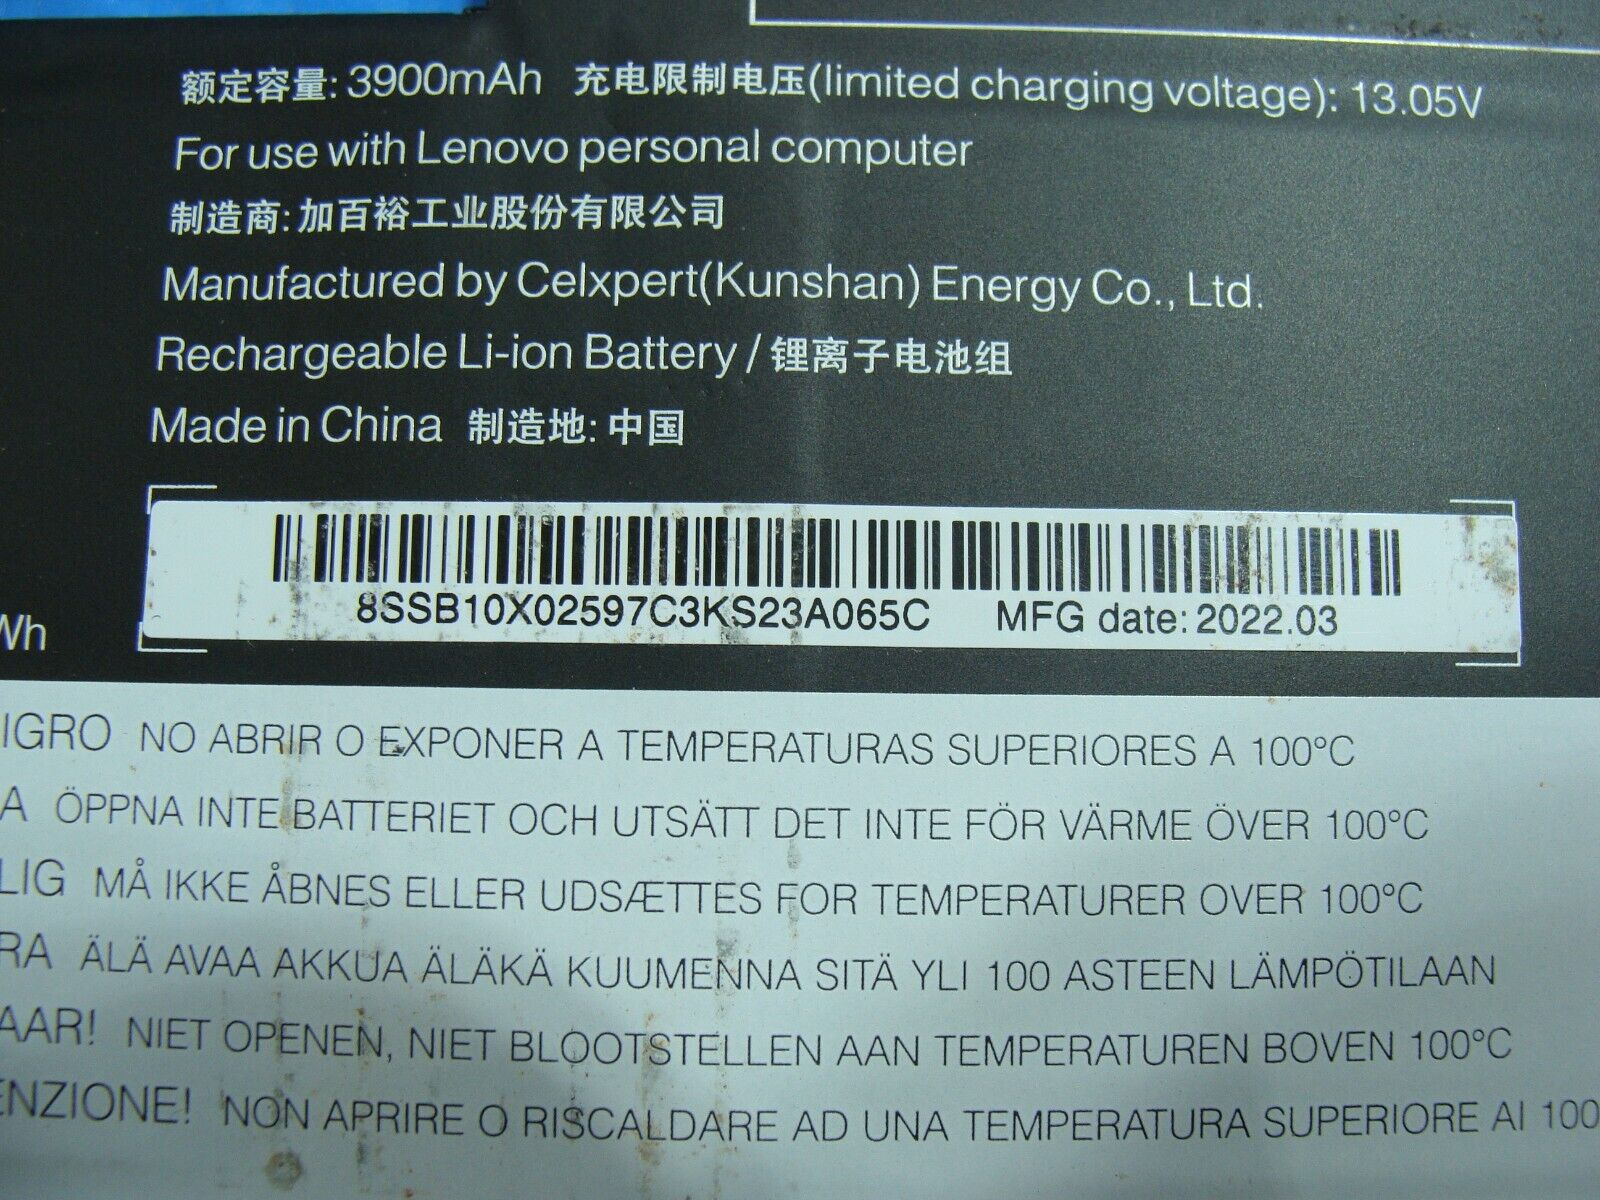 额定容量: 3900mAh 充电限制电压(limited charging voltage): 13.05V
For use with Lenovo personal computer
制造商: 加百裕工业股份有限公司
Manufactured by Celxpert(Kunshan) Energy Co., Ltd.
Rechargeable Li-ion Battery / 锂离子电池组
Made in China 制造地: 中国
8SSB10X02597C3KS23A065C MFG date: 2022.03
Wh
IGRO NO ABRIR O EXPONER A TEMPERATURAS SUPERIORES A 100°C
A ÖPPNA INTE BATTERIET OCH UTSÄTT DET INTE FÖR VÄRME ÖVER 100°C
LIG MÅ IKKE ÅBNES ELLER UDSÆTTES FOR TEMPERATURER OVER 100°C
RA ÄLÄ AVAA AKKUA ÄLÄKÄ KUUMENNA SITÄ YLI 100 ASTEEN LÄMPÖTILAAN
AAR! NIET OPENEN, NIET BLOOTSTELLEN AAN TEMPERATUREN BOVEN 100°C
ENZIONE! NON APRIRE O RISCALDARE AD UNA TEMPERATURA SUPERIORE AI 100